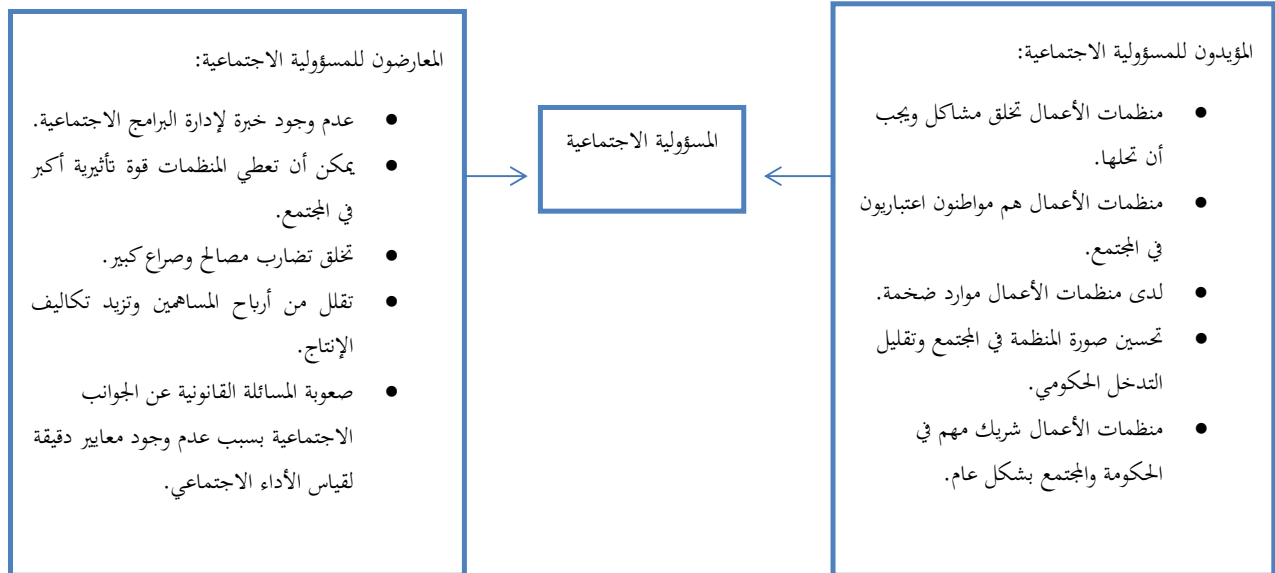 المؤيدون للمسؤولية الاجتماعية:
● منظمات الأعمال تخلق مشاكل ويجب
أن تحلها.
● منظمات الأعمال هم مواطنون اعتباريون
في المجتمع.
● لدى منظمات الأعمال موارد ضخمة.
● تحسين صورة المنظمة في المجتمع وتقليل
التدخل الحكومي.
● منظمات الأعمال شريك مهم في
الحكومة والمجتمع بشكل عام.
المسؤولية الاجتماعية
المعارضون للمسؤولية الاجتماعية:
● عدم وجود خبرة لإدارة البرامج الاجتماعية.
● يمكن أن تعطي المنظمات قوة تأثيرية أكبر
في المجتمع.
● تخلق تضارب مصالح وصراع كبير.
● تقلل من أرباح المساهمين وتزيد تكاليف
الإنتاج.
● صعوبة المسائلة القانونية عن الجوانب
الاجتماعية بسبب عدم وجود معايير دقيقة
لقياس الأداء الاجتماعي.